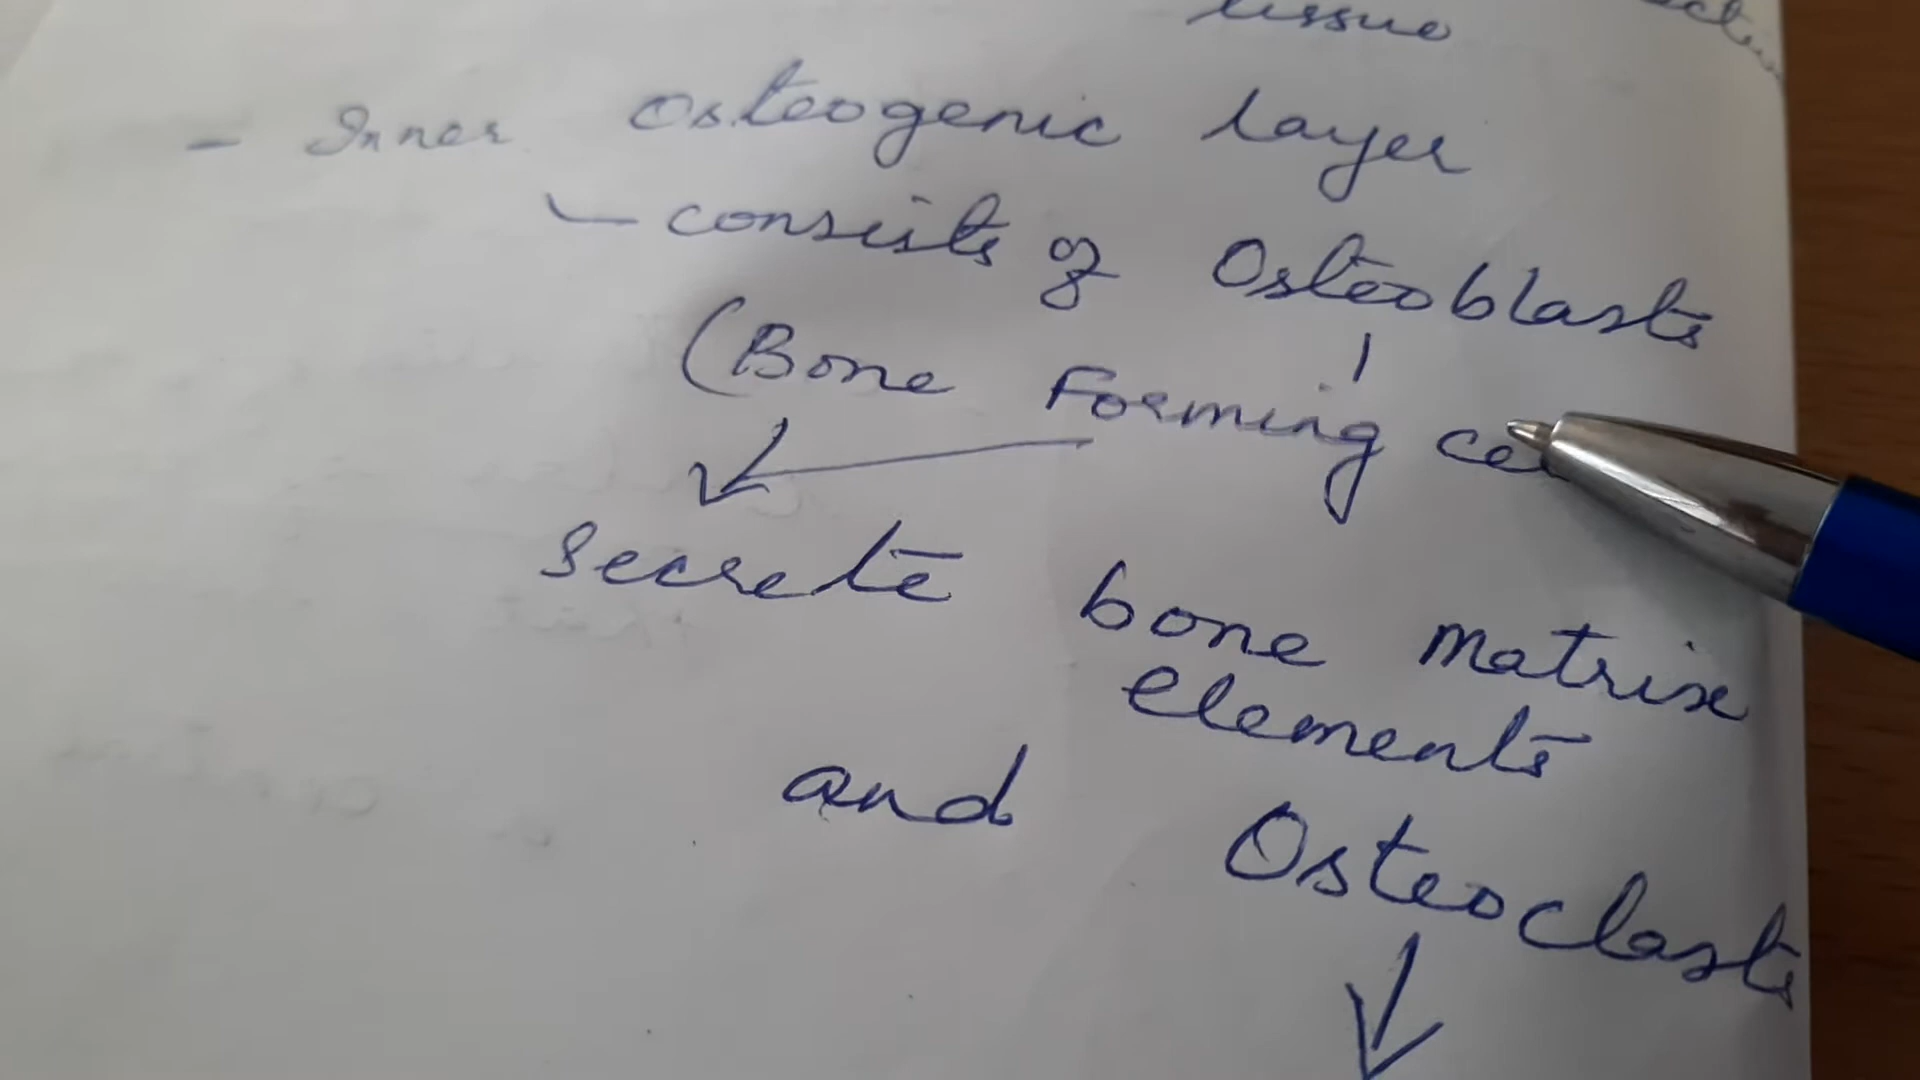 tissue
- Inner Osteogenic layer
- consists of Osteoblasts
(Bone Forming
secrete bone matrix
elements
and Osteoclasts